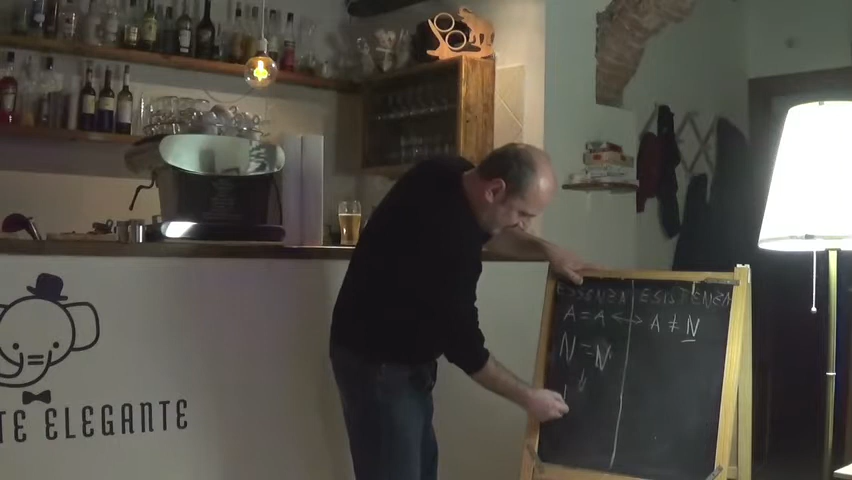 ESSENZA ESISTENZA
A = A ↔ A ≠ N
N = N
TE ELEGANTE